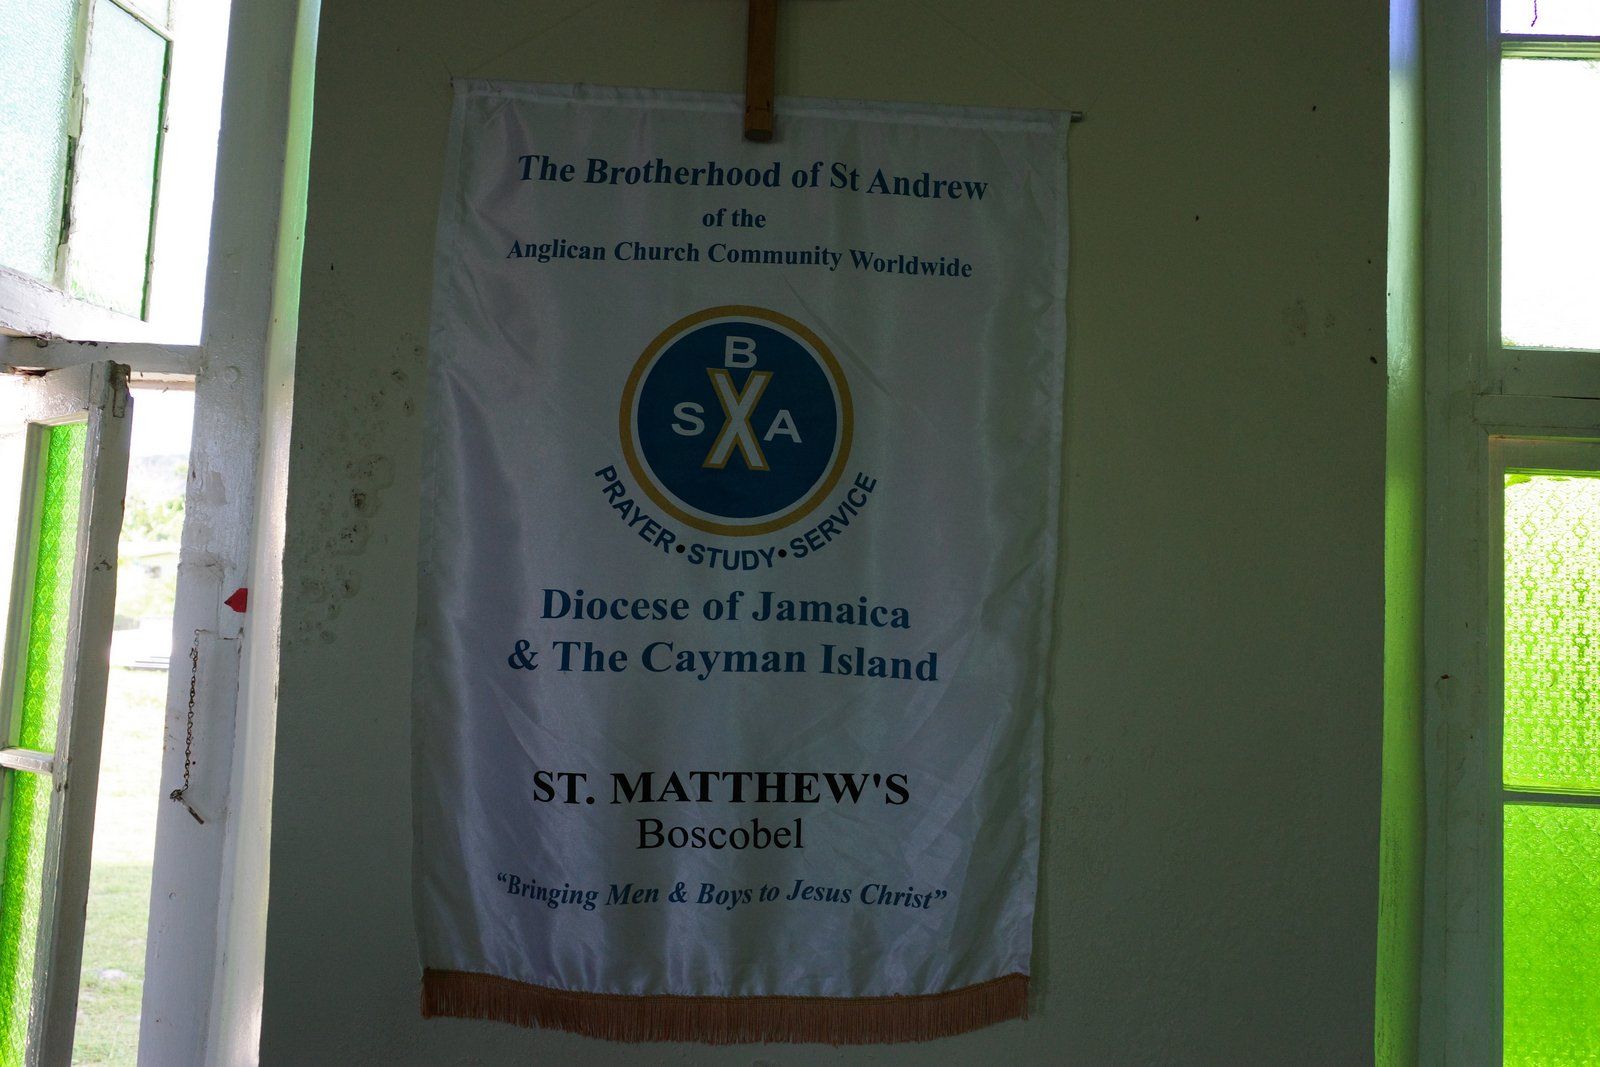 The Brotherhood of St Andrew
of the
Anglican Church Community Worldwide
B
S X A
PRAYER • STUDY • SERVICE
Diocese of Jamaica
& The Cayman Island
ST. MATTHEW'S
Boscobel
“Bringing Men & Boys to Jesus Christ”